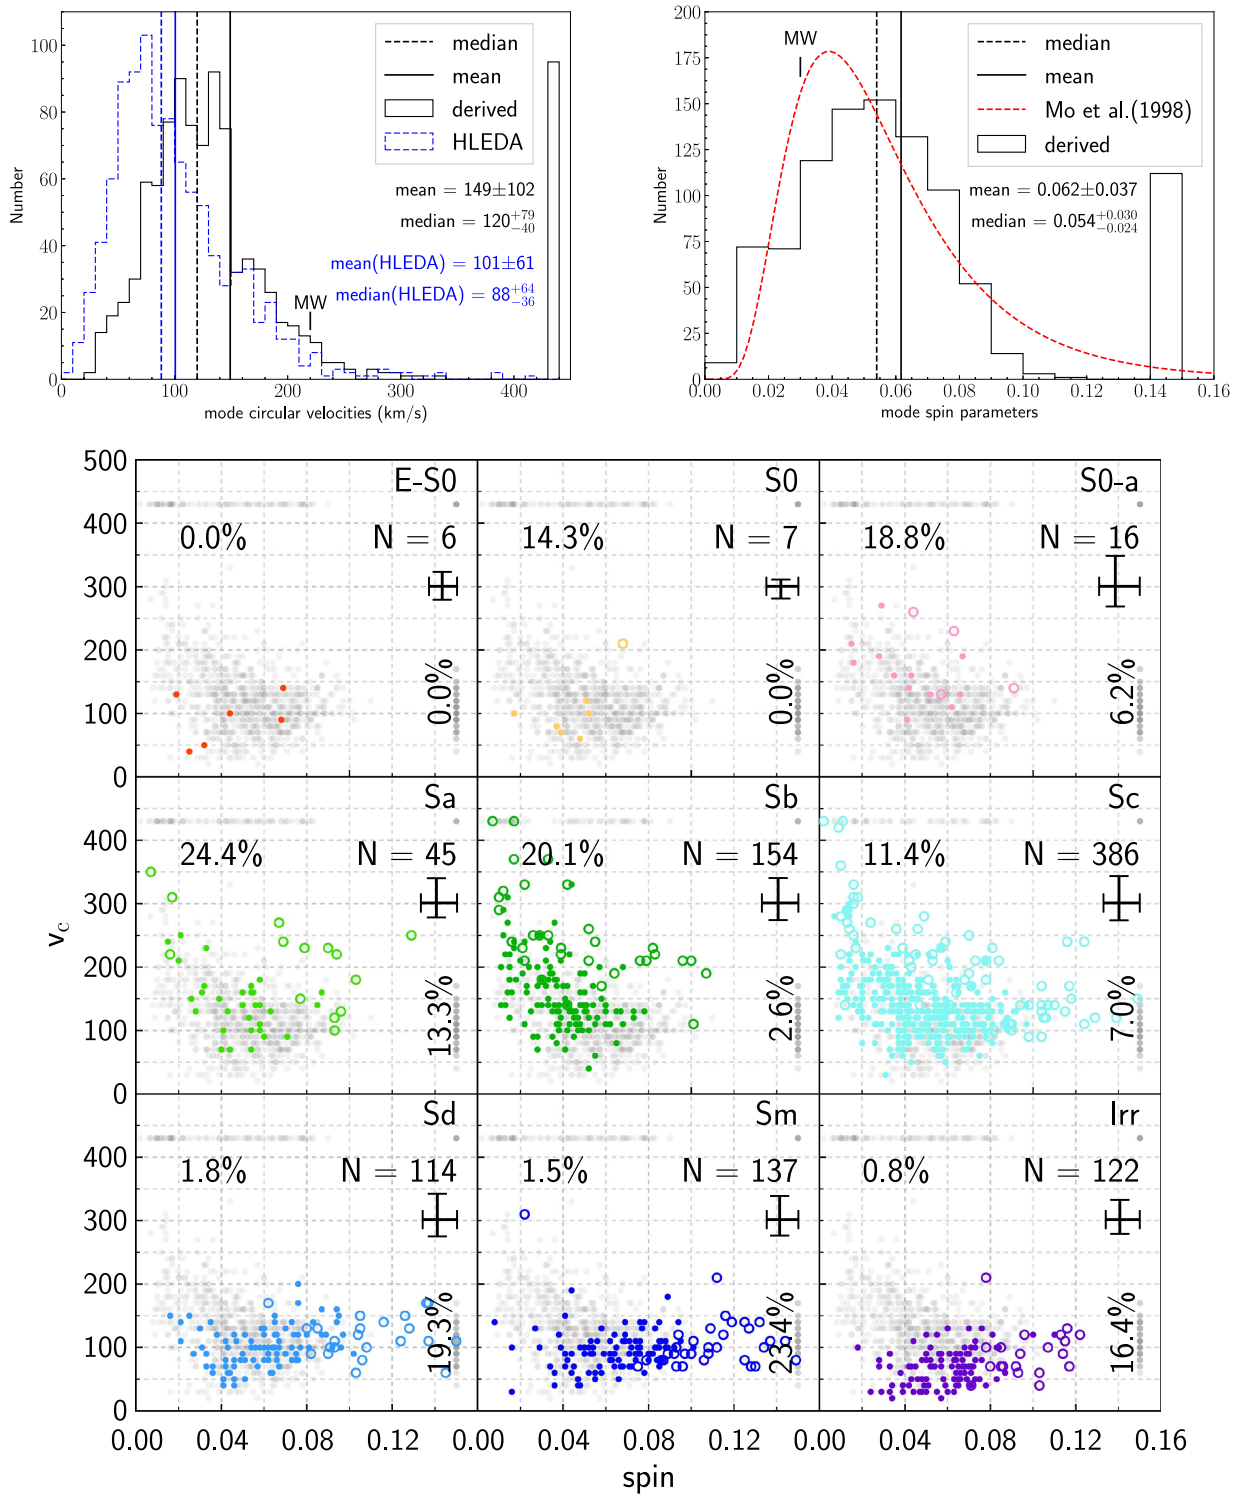 median
mean
derived
HLEDA
mean = 149±102
median = 120+79−40
mean(HLEDA) = 101±61
median(HLEDA) = 88+64−36
MW
Number
0 20 40 60 80 100
0 100 200 300 400
mode circular velocities (km/s)
MW
median
mean
Mo et al.(1998)
derived
mean = 0.062±0.037
median = 0.054+0.030−0.024
Number
0 25 50 75 100 125 150 175 200
0.00 0.02 0.04 0.06 0.08 0.10 0.12 0.14 0.16
mode spin parameters
500
400
300
200
100
0
E-S0
0.0% N = 6
0.0%
S0
14.3% N = 7
0.0%
S0-a
18.8% N = 16
6.2%
400
300
200
100
0
vc
Sa
24.4% N = 45
13.3%
Sb
20.1% N = 154
2.6%
Sc
11.4% N = 386
7.0%
400
300
200
100
0
Sd
1.8% N = 114
19.3%
Sm
1.5% N = 137
23.4%
Irr
0.8% N = 122
16.4%
0.00 0.04 0.08 0.12 0.00 0.04 0.08 0.12 0.00 0.04 0.08 0.12 0.16
spin